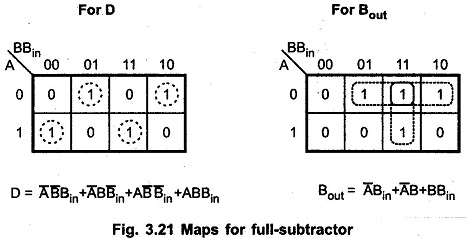 For D
For B_out
BB_in
A 00 01 11 10
0 0 1 0 1
1 1 0 1 0
BB_in
A 00 01 11 10
0 0 1 1 1
1 0 0 1 0
D = A̅B̅B_in+A̅BB̅_in+AB̅B̅_in+ABB_in
B_out = A̅B_in+A̅B+BB_in
Fig. 3.21 Maps for full-subtractor